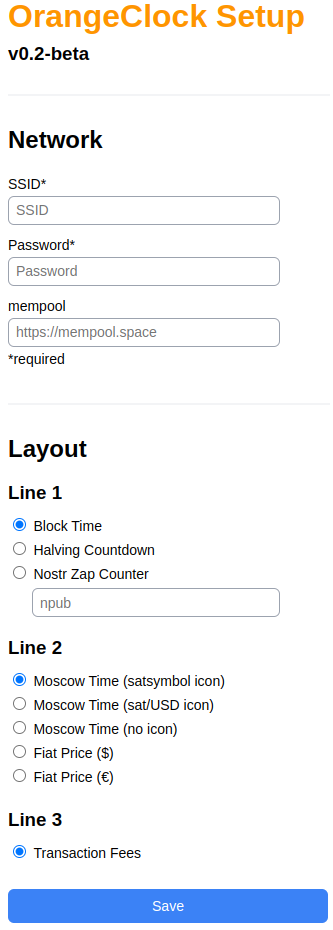 OrangeClock Setup
v0.2-beta
Network
SSID*
SSID
Password*
Password
mempool
https://mempool.space
*required
Layout
Line 1
Block Time
Halving Countdown
Nostr Zap Counter
npub
Line 2
Moscow Time (satsymbol icon)
Moscow Time (sat/USD icon)
Moscow Time (no icon)
Fiat Price ($)
Fiat Price (€)
Line 3
Transaction Fees
Save